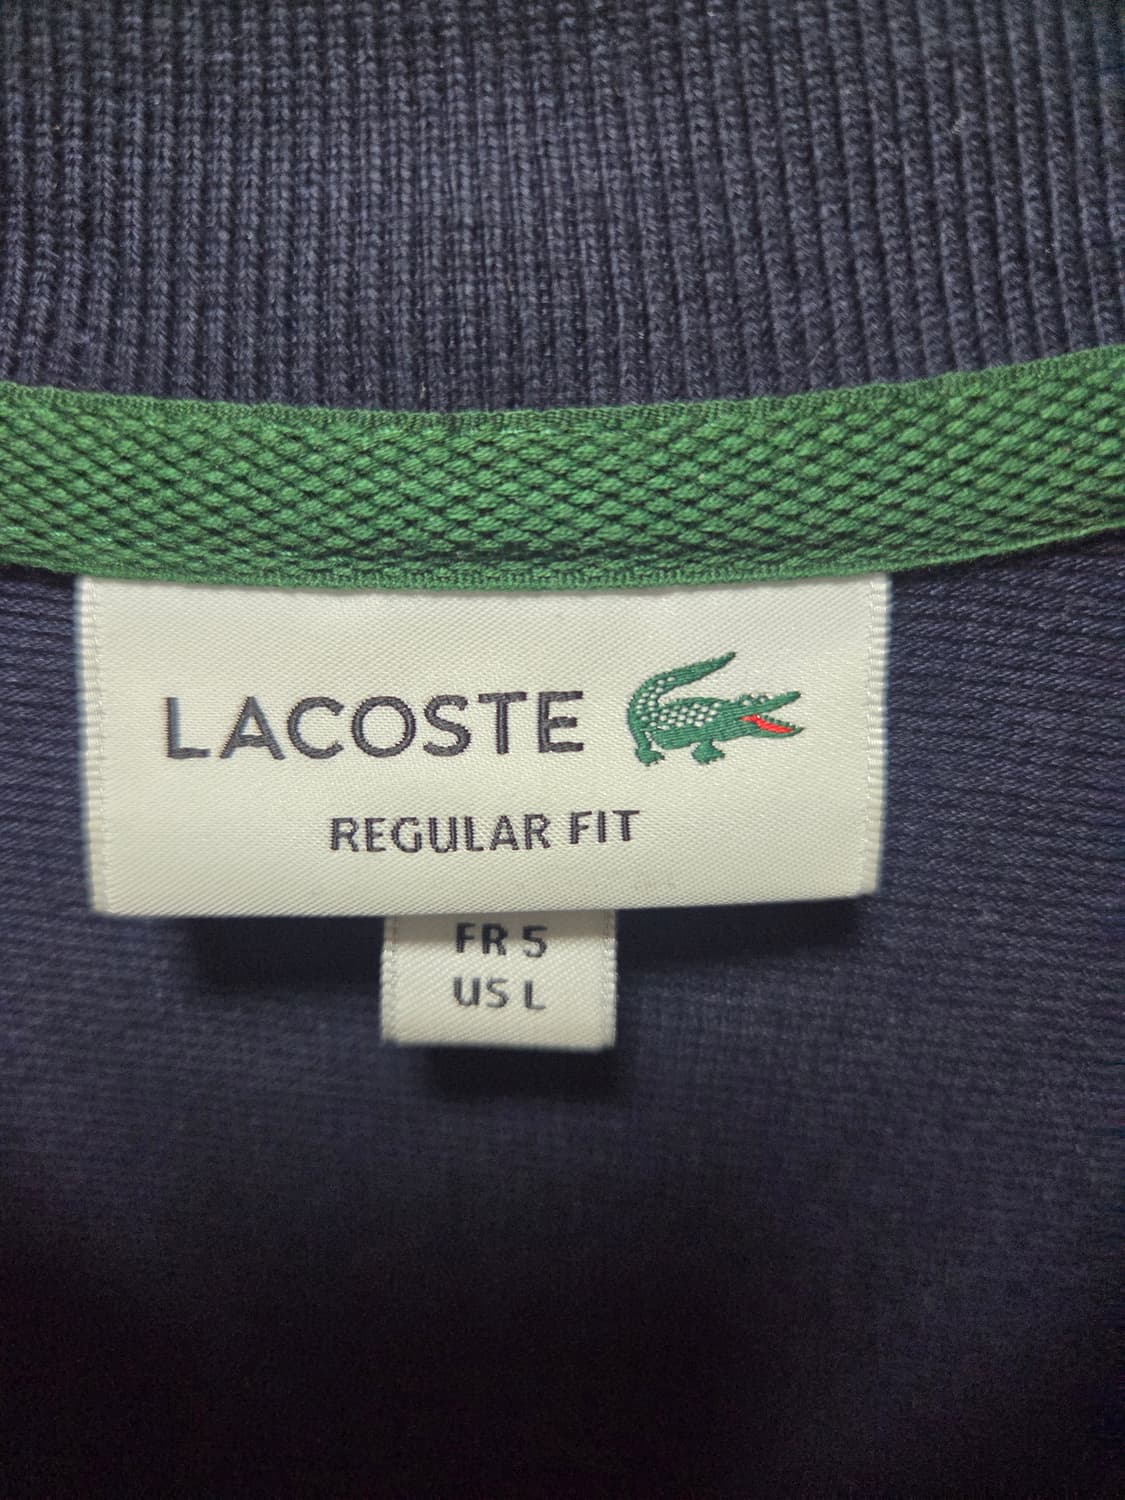 LACOSTE
REGULAR FIT
FR 5
US L